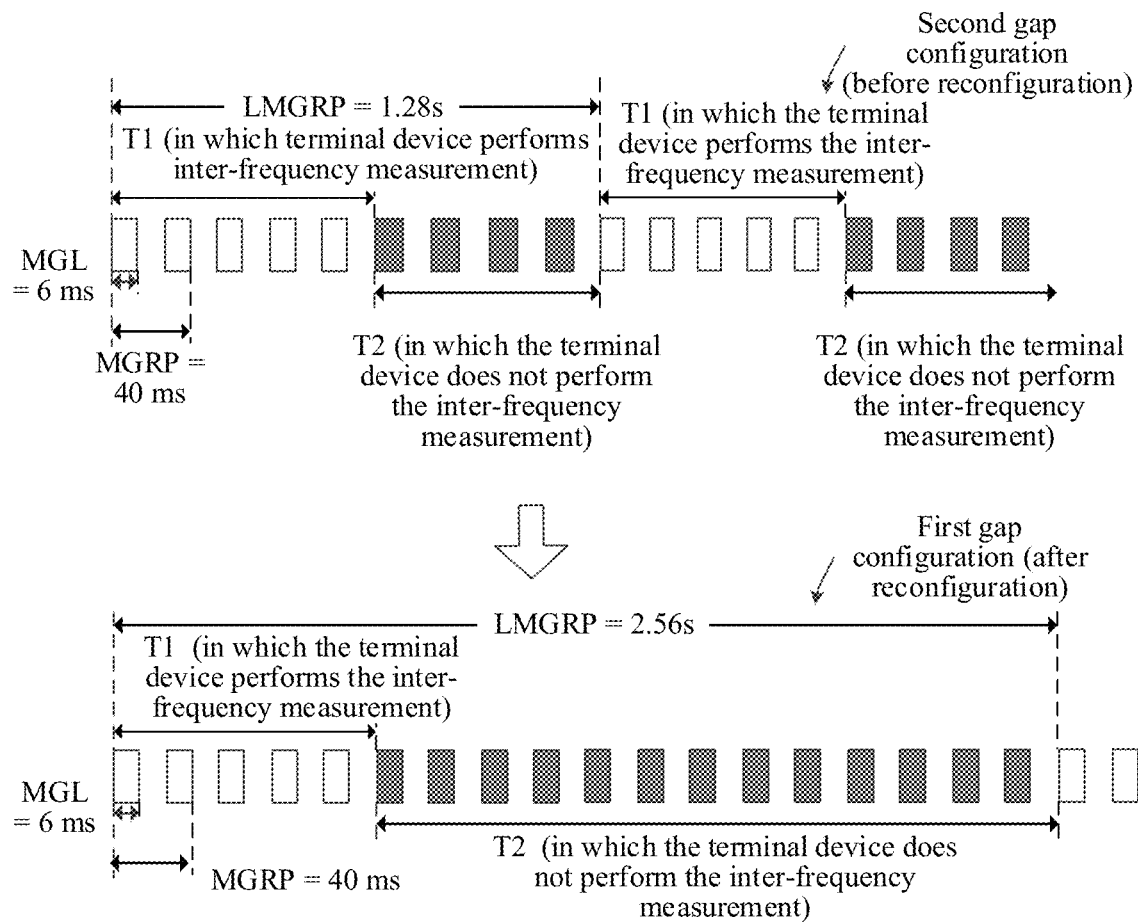 Second gap
configuration
(before reconfiguration)
LMGRP = 1.28s
T1 (in which terminal device performs
inter-frequency measurement)
T1 (in which the terminal
device performs the inter-
frequency measurement)
MGL
= 6 ms
MGRP =
40 ms
T2 (in which the terminal
device does not perform
the inter-frequency
measurement)
T2 (in which the terminal
device does not perform
the inter-frequency
measurement)
First gap
configuration (after
reconfiguration)
LMGRP = 2.56s
T1 (in which the terminal
device performs the inter-
frequency measurement)
MGL
= 6 ms
MGRP = 40 ms
T2 (in which the terminal device does
not perform the inter-frequency
measurement)